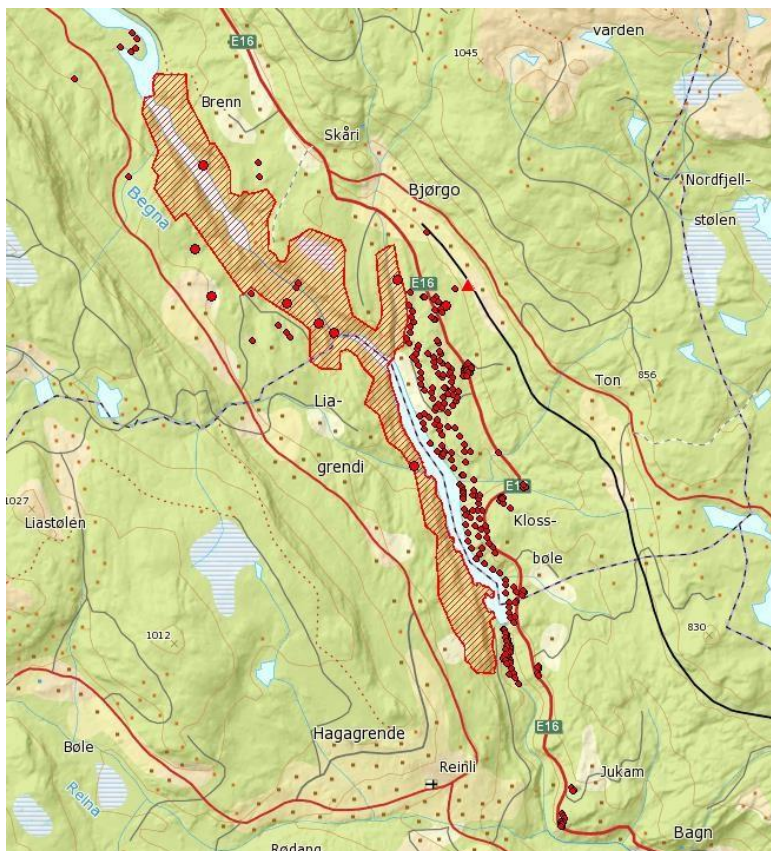 varden
E16
1045
Brenn
Skåri
Nordfjell-
Bjørgo
Begna
stølen
E16
Ton
856
Lia-
grendi
E16
1027
Liastølen
Kloss-
bøle
1012
830
E16
Hagagrende
Bøle
Reinli
Jukam
Reina
Bagn
Rødang